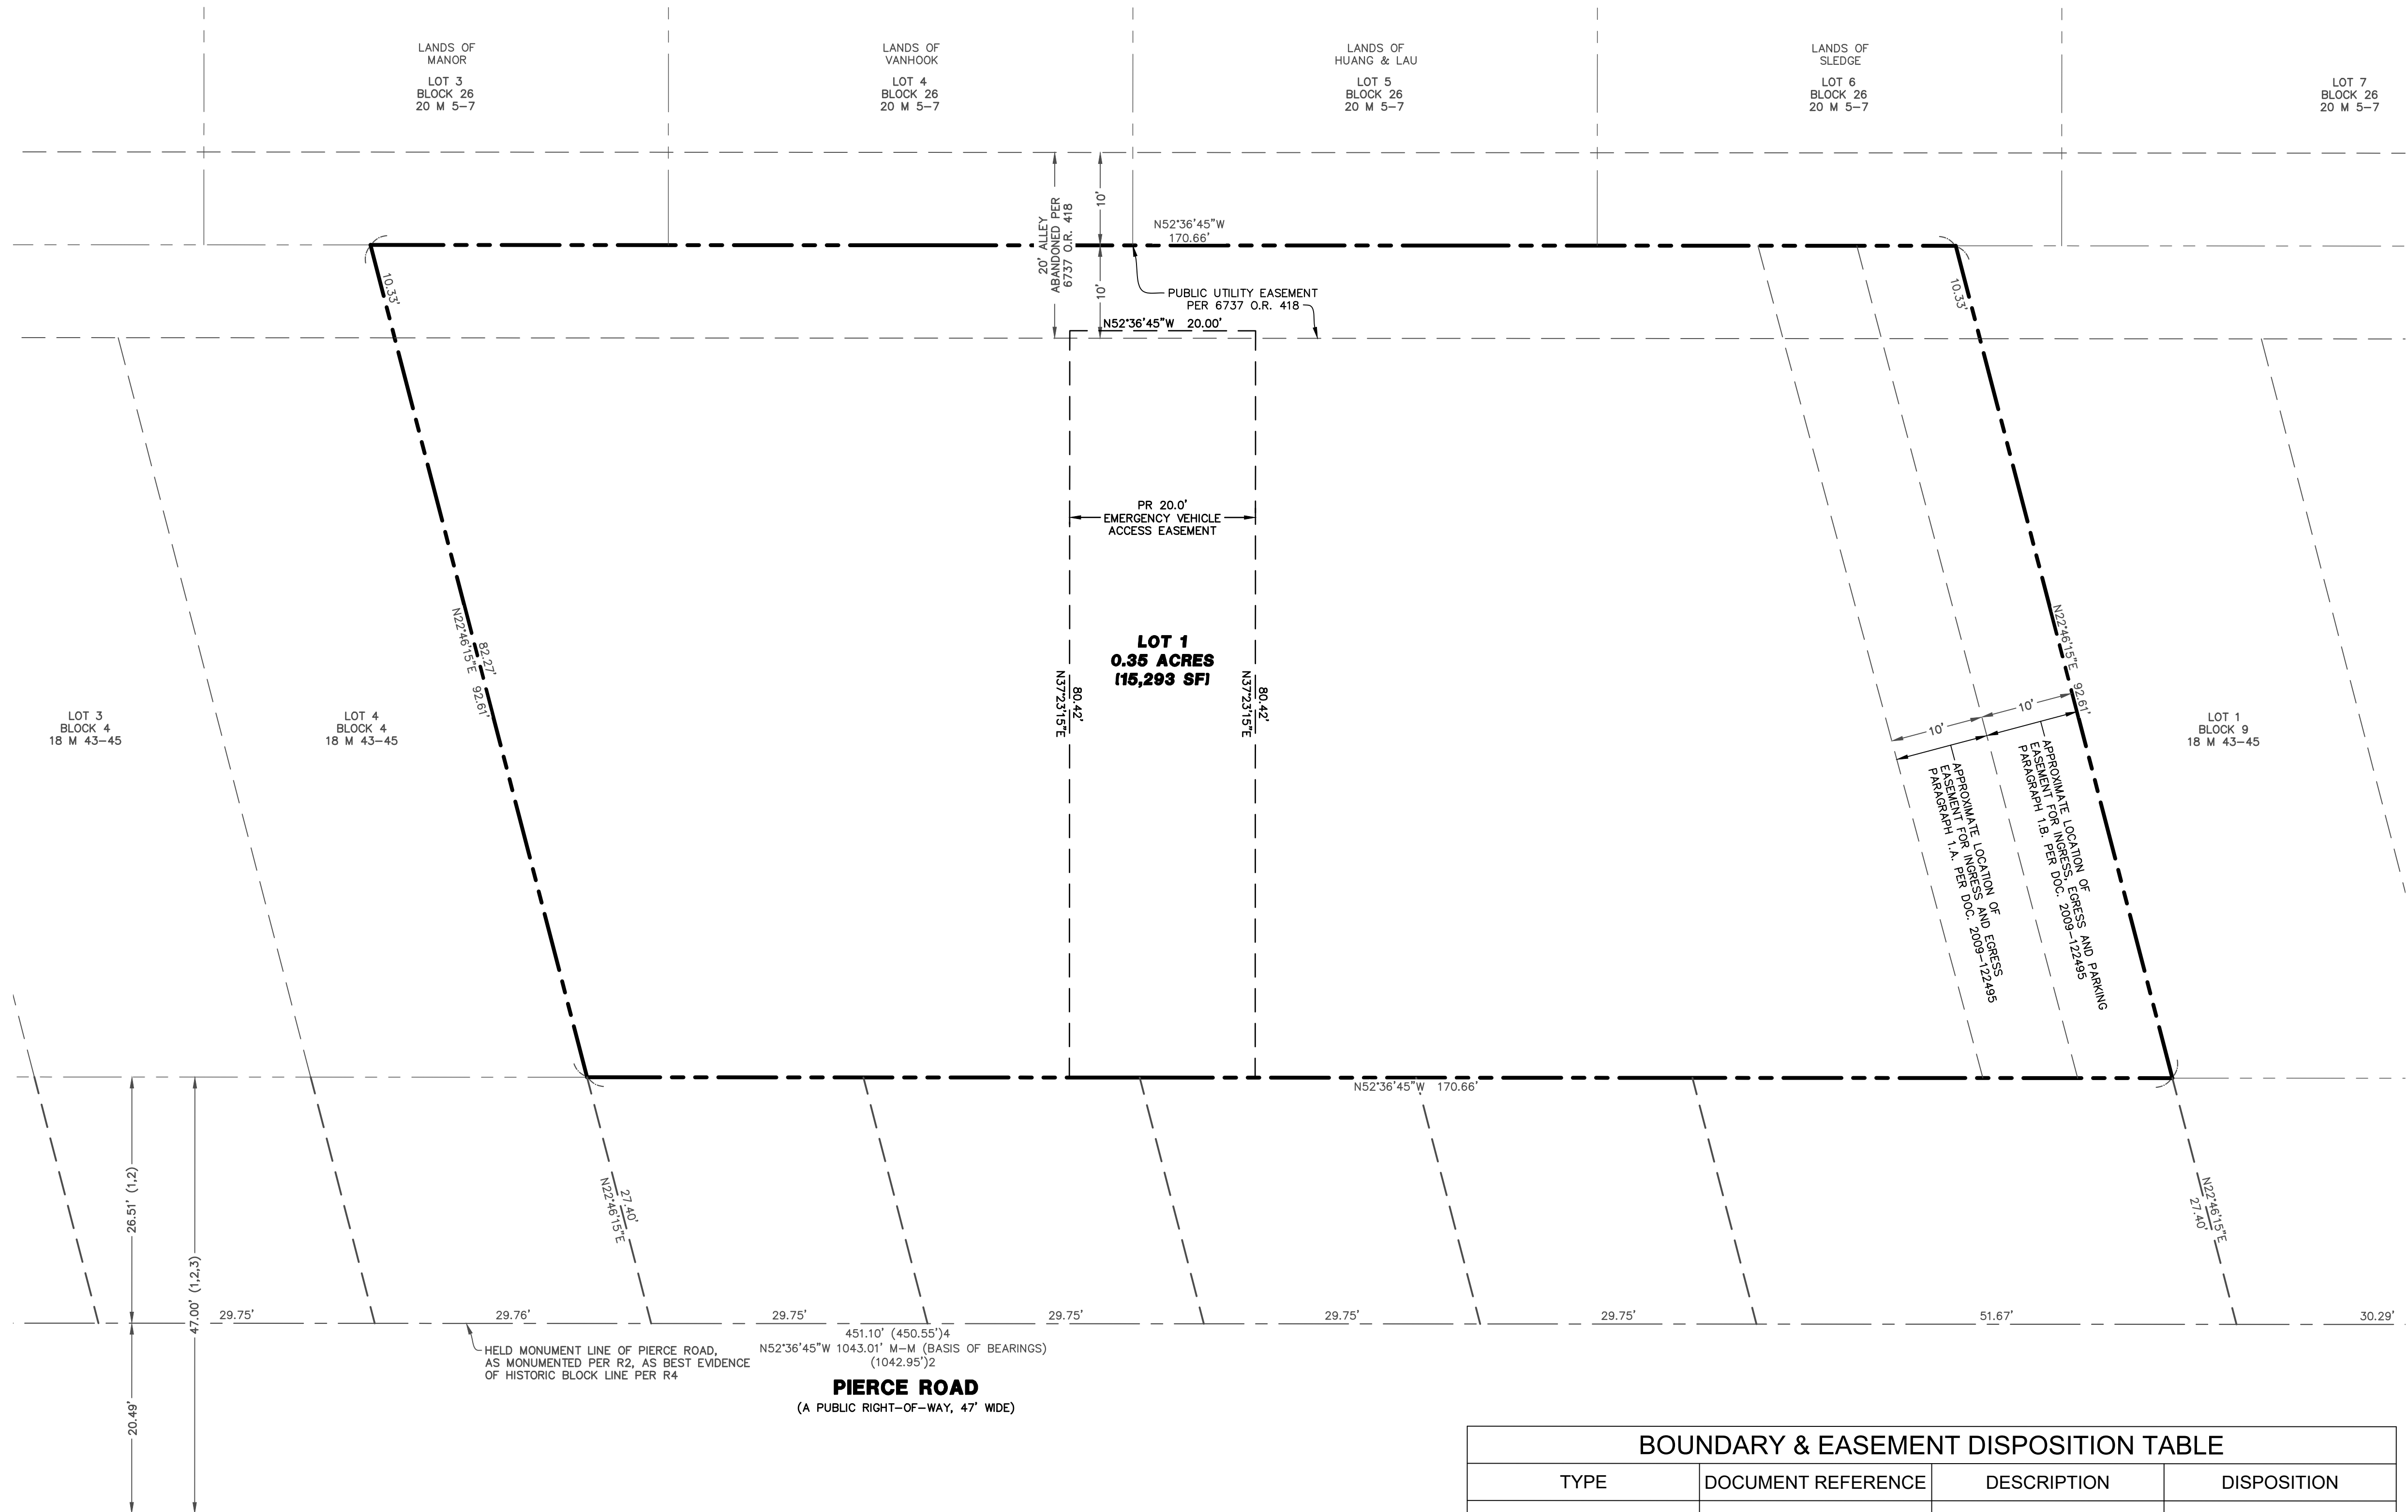 LANDS OF
MANOR
LOT 3
BLOCK 26
20 M 5-7
LANDS OF
VANHOOK
LOT 4
BLOCK 26
20 M 5-7
LANDS OF
HUANG & LAU
LOT 5
BLOCK 26
20 M 5-7
LANDS OF
SLEDGE
LOT 6
BLOCK 26
20 M 5-7
LOT 7
BLOCK 26
20 M 5-7
20' ALLEY
ABANDONED PER
6737 O.R. 418
10'
10'
N52°36'45"W
170.66'
PUBLIC UTILITY EASEMENT
PER 6737 O.R. 418
N52°36'45"W 20.00'
10.33'
10.33'
PR 20.0'
EMERGENCY VEHICLE
ACCESS EASEMENT
LOT 1
0.35 ACRES
(15,293 SF)
82.27'
N22°46'15"E 92.61'
80.42'
N37°23'15"E
80.42'
N37°23'15"E
N22°46'15"E 92.61'
LOT 3
BLOCK 4
18 M 43-45
LOT 4
BLOCK 4
18 M 43-45
10'
10'
APPROXIMATE LOCATION OF
EASEMENT FOR INGRESS AND EGRESS
PARAGRAPH 1.A. PER DOC. 2009-122495
APPROXIMATE LOCATION OF
EASEMENT FOR INGRESS, EGRESS AND PARKING
PARAGRAPH 1.B. PER DOC. 2009-122495
LOT 1
BLOCK 9
18 M 43-45
N52°36'45"W 170.66'
26.51' (1,2)
47.00' (1,2,3)
20.49'
27.40'
N22°46'15"E
N22°46'15"E
27.40'
29.75'
29.76'
29.75'
29.75'
29.75'
29.75'
51.67'
30.29'
HELD MONUMENT LINE OF PIERCE ROAD,
AS MONUMENTED PER R2, AS BEST EVIDENCE
OF HISTORIC BLOCK LINE PER R4
451.10' (450.55')4
N52°36'45"W 1043.01' M-M (BASIS OF BEARINGS)
(1042.95')2
PIERCE ROAD
(A PUBLIC RIGHT-OF-WAY, 47' WIDE)
BOUNDARY & EASEMENT DISPOSITION TABLE
TYPE
DOCUMENT REFERENCE
DESCRIPTION
DISPOSITION